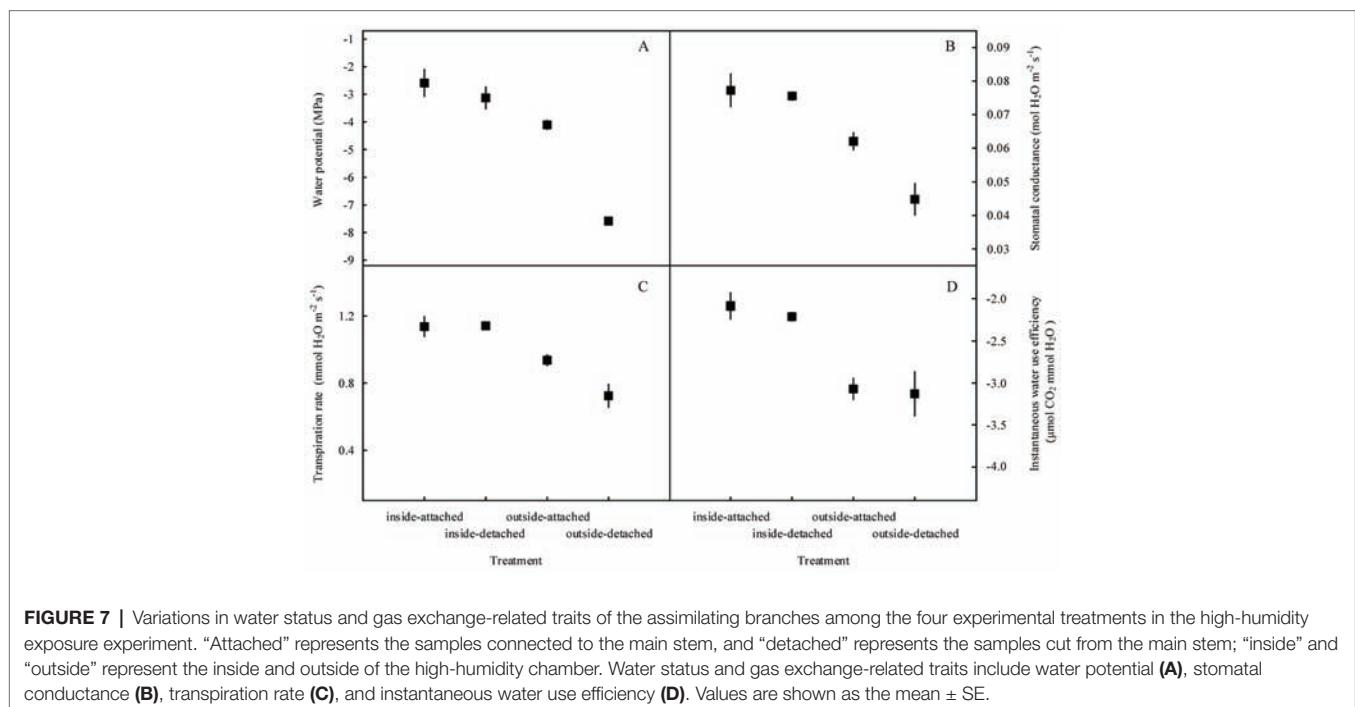 A
B
-1
-2
-3
-4
-5
-6
-7
-8
-9
Water potential (MPa)
0.09
0.08
0.07
0.06
0.05
0.04
0.03
Stomatal conductance (mol H₂O m⁻² s⁻¹)
C
D
1.2
0.8
0.4
Transpiration rate (mmol H₂O m⁻² s⁻¹)
-2.0
-2.5
-3.0
-3.5
-4.0
Instantaneous water use efficiency
(μmol CO₂ mmol H₂O )
inside-attached outside-attached inside-attached outside-attached
inside-detached outside-detached inside-detached outside-detached
Treatment Treatment
FIGURE 7 | Variations in water status and gas exchange-related traits of the assimilating branches among the four experimental treatments in the high-humidity
exposure experiment. “Attached” represents the samples connected to the main stem, and “detached” represents the samples cut from the main stem; “inside” and
“outside” represent the inside and outside of the high-humidity chamber. Water status and gas exchange-related traits include water potential (A), stomatal
conductance (B), transpiration rate (C), and instantaneous water use efficiency (D). Values are shown as the mean ± SE.